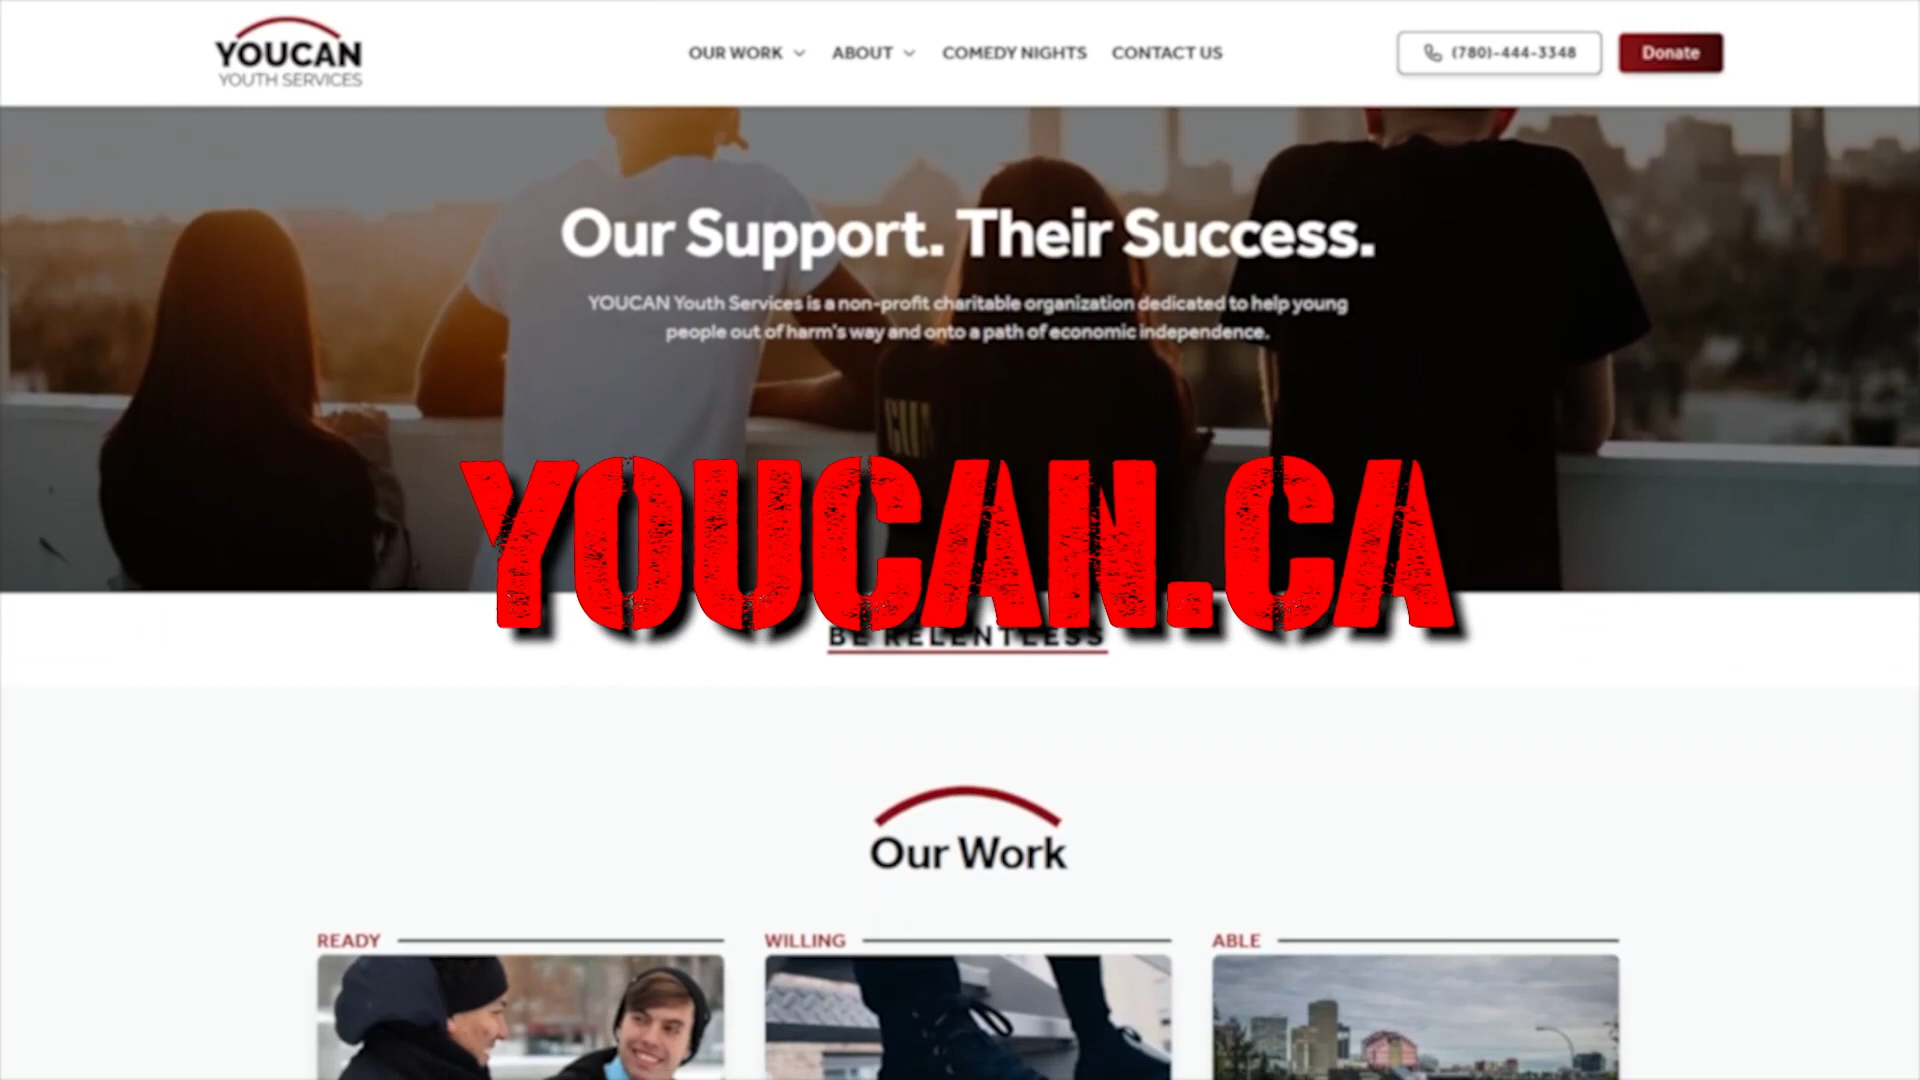 YOUCAN
YOUTH SERVICES
OUR WORK
ABOUT
COMEDY NIGHTS
CONTACT US
(780)-444-3348
Donate
Our Support. Their Success.
YOUCAN Youth Services is a non-profit charitable organization dedicated to help young
people out of harm's way and onto a path of economic independence.
YOUCAN.CA
BE RELENTLESS
Our Work
READY
WILLING
ABLE